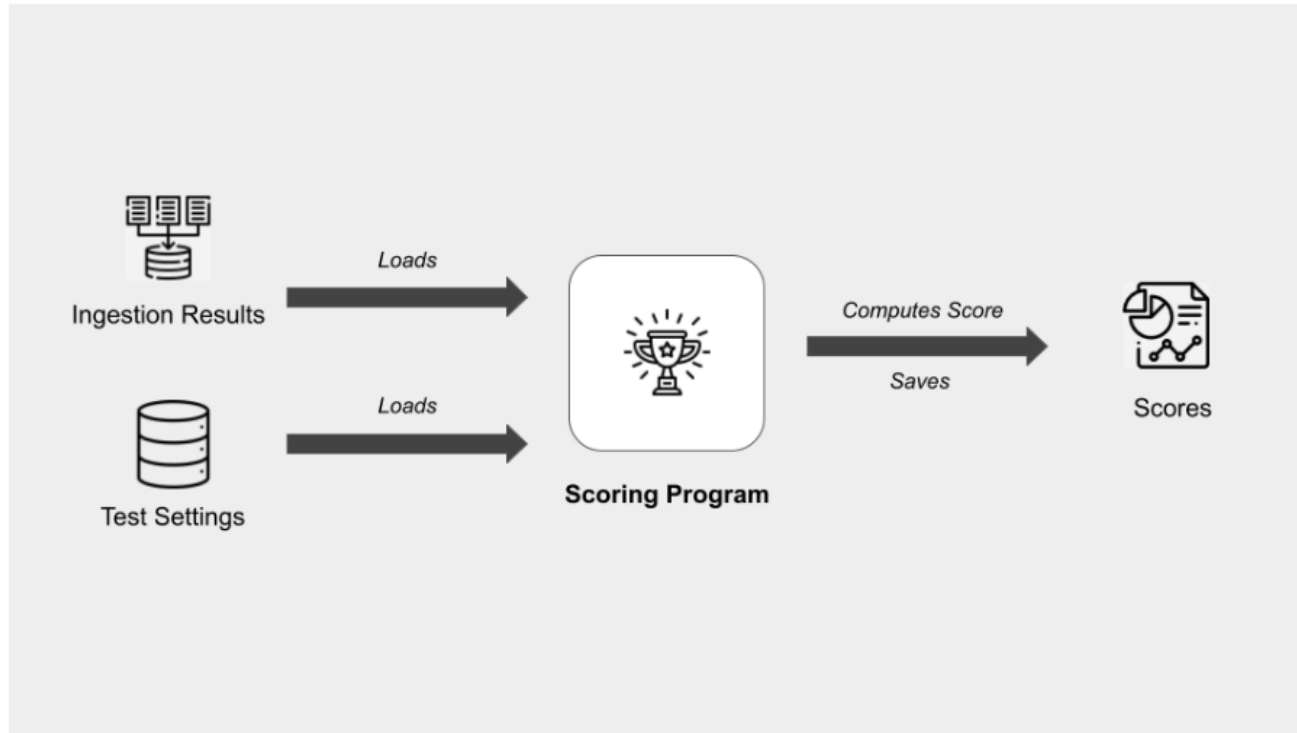 Loads
Ingestion Results
Loads
Test Settings
Scoring Program
Computes Score
Saves
Scores